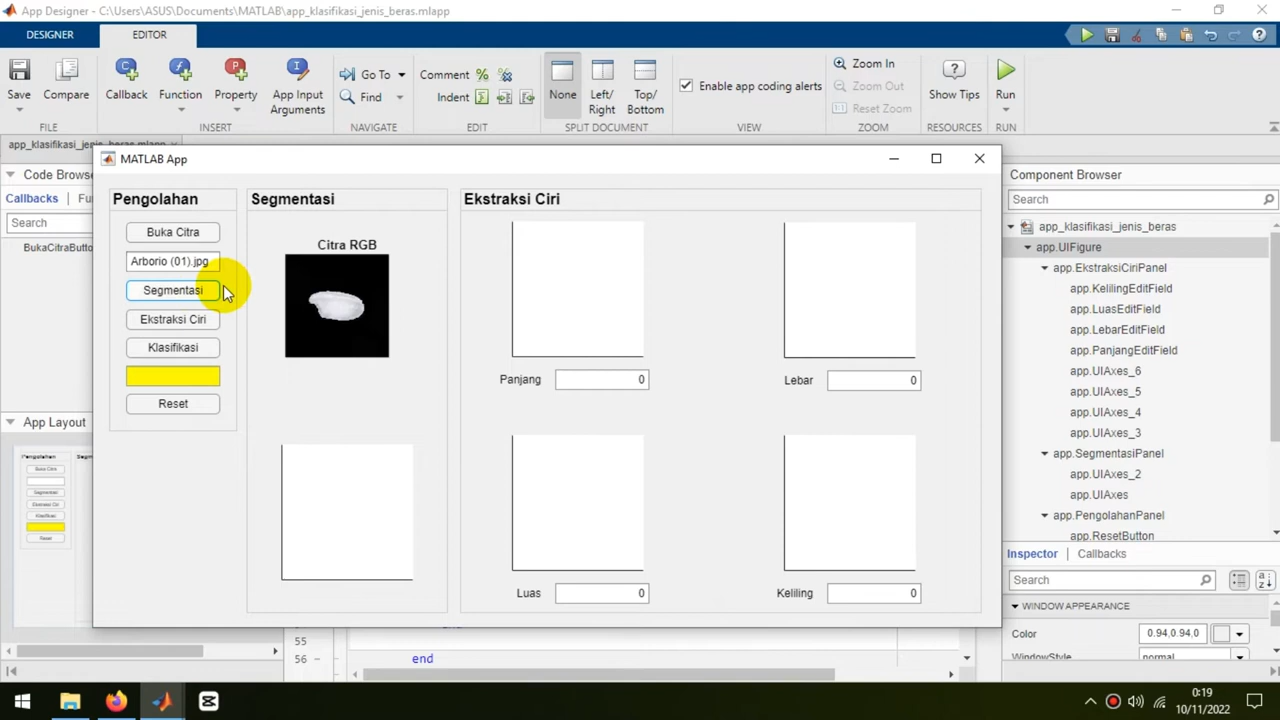 App Designer - C:\Users\ASUS\Documents\MATLAB\app_klasifikasi_jenis_beras.mlapp
DESIGNER
EDITOR
Save
Compare
Callback
Function
Property
App Input
Arguments
Go To
Find
Comment
Indent
None
Left/
Right
Top/
Bottom
Enable app coding alerts
Zoom In
Zoom Out
Reset Zoom
Show Tips
Run
FILE
INSERT
NAVIGATE
EDIT
SPLIT DOCUMENT
VIEW
ZOOM
RESOURCES
RUN
app_klasifikasi_jenis_beras.mlapp
Code Brows
Callbacks
Fu
Search
BukaCitraButto
App Layout
MATLAB App
Pengolahan
Buka Citra
Arborio (01).jpg
Segmentasi
Ekstraksi Ciri
Klasifikasi
Reset
Segmentasi
Citra RGB
Ekstraksi Ciri
Panjang
0
Lebar
0
Luas
0
Keliling
0
55
56
end
Component Browser
Search
app_klasifikasi_jenis_beras
app.UIFigure
app.EkstraksiCiriPanel
app.KelilingEditField
app.LuasEditField
app.LebarEditField
app.PanjangEditField
app.UIAxes_6
app.UIAxes_5
app.UIAxes_4
app.UIAxes_3
app.SegmentasiPanel
app.UIAxes_2
app.UIAxes
app.PengolahanPanel
app.ResetButton
Inspector
Callbacks
Search
WINDOW APPEARANCE
Color
0.94,0.94,0
WindowStyle
normal
0:19
10/11/2022